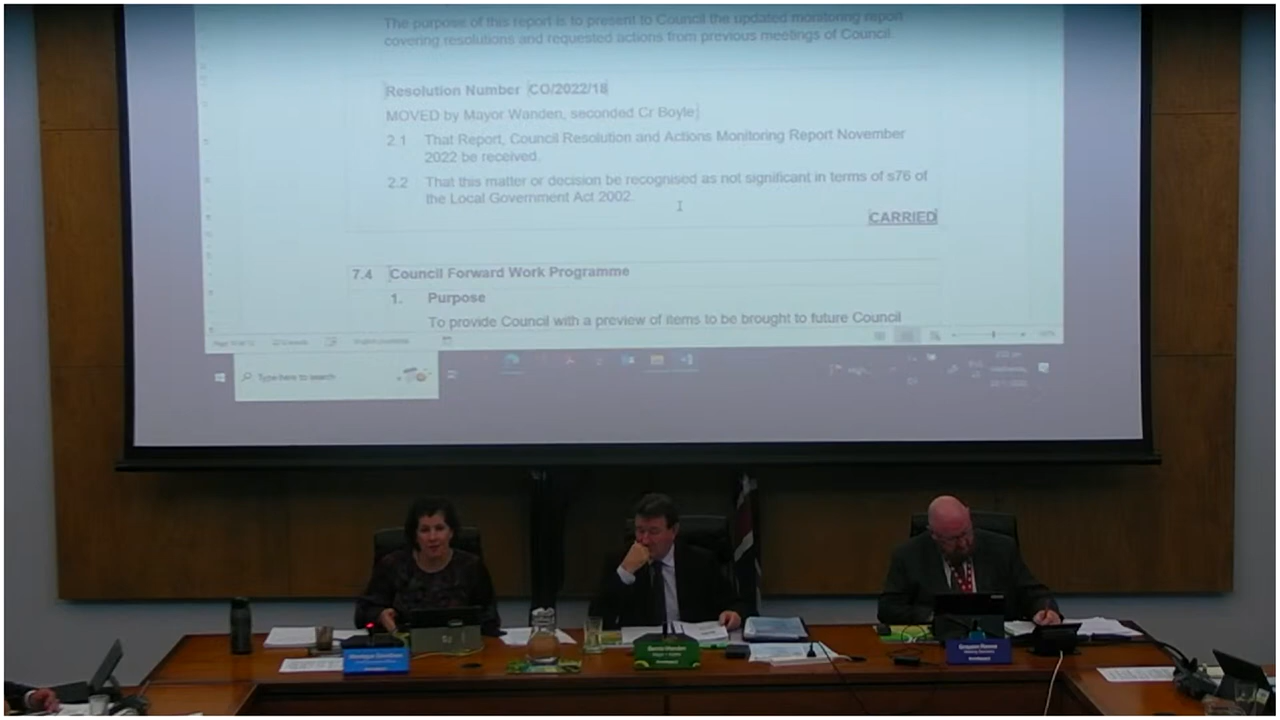 The purpose of this report is to present to Council the updated monitoring report
covering resolutions and requested actions from previous meetings of Council.
Resolution Number CO/2022/18
MOVED by Mayor Wanden, seconded Cr Boyle:
2.1 That Report, Council Resolution and Actions Monitoring Report November
2022 be received.
2.2 That this matter or decision be recognised as not significant in terms of s76 of
the Local Government Act 2002.
CARRIED
7.4 Council Forward Work Programme
1. Purpose
To provide Council with a preview of items to be brought to future Council
Type here to search
Bernie Wanden